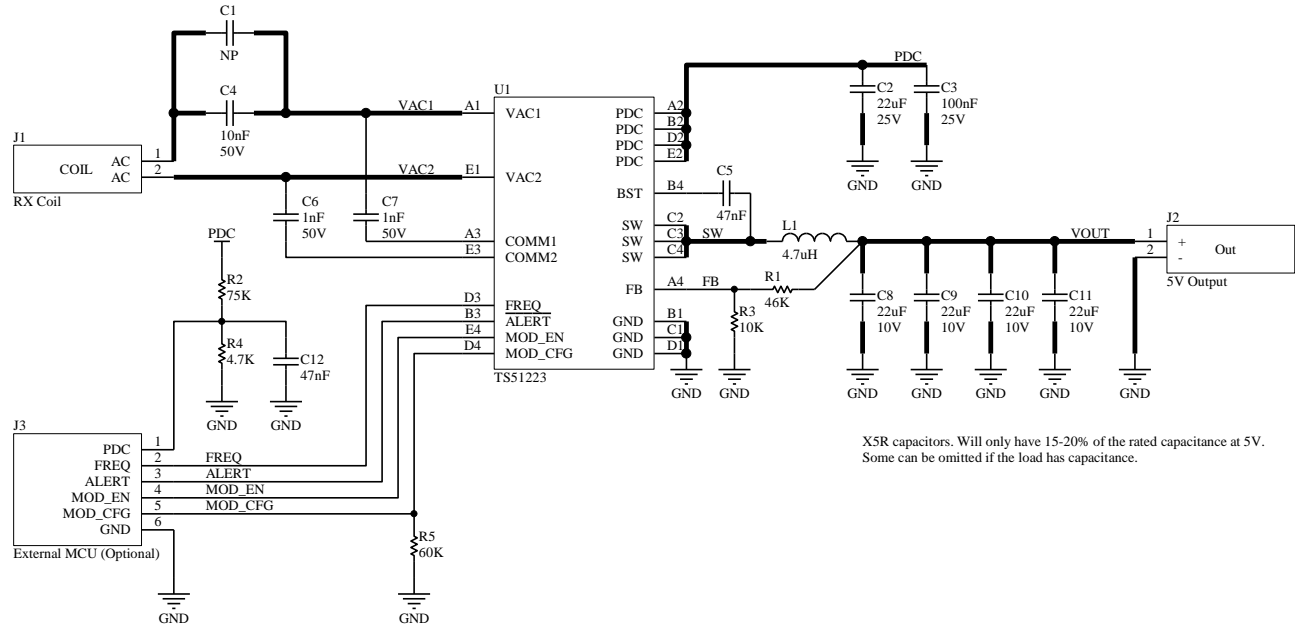 C1
NP
C4
10nF
50V
J1
COIL
AC
AC
1
2
RX Coil
VAC1
VAC2
A1
E1
C6
1nF
50V
C7
1nF
50V
A3
E3
PDC
R2
75K
R4
4.7K
C12
47nF
GND
GND
D3
B3
E4
D4
U1
VAC1
VAC2
COMM1
COMM2
FREQ
ALERT
MOD_EN
MOD_CFG
PDC
PDC
PDC
PDC
BST
SW
SW
SW
FB
GND
GND
GND
TS51223
A2
B2
D2
E2
B4
C2
C3
C4
A4
B1
C1
D1
PDC
C2
22uF
25V
C3
100nF
25V
GND
GND
C5
47nF
SW
L1
4.7uH
FB
R1
46K
R3
10K
GND
GND
VOUT
C8
22uF
10V
C9
22uF
10V
C10
22uF
10V
C11
22uF
10V
GND
GND
GND
GND
GND
J2
1
2
+
-
Out
5V Output
X5R capacitors. Will only have 15-20% of the rated capacitance at 5V.
Some can be omitted if the load has capacitance.
J3
PDC
FREQ
ALERT
MOD_EN
MOD_CFG
GND
1
2
3
4
5
6
FREQ
ALERT
MOD_EN
MOD_CFG
External MCU (Optional)
GND
R5
60K
GND